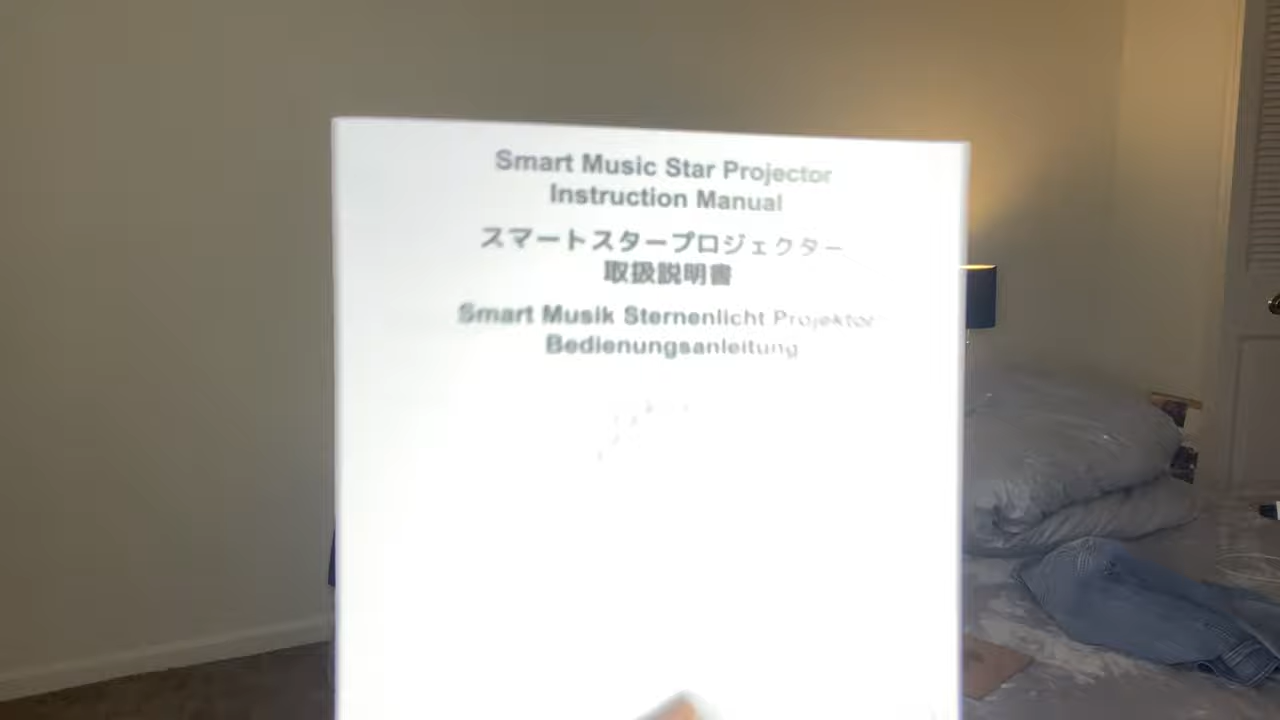 Smart Music Star Projector
Instruction Manual
スマートスタープロジェクター
取扱説明書
Smart Musik Sternenlicht Projektor
Bedienungsanleitung